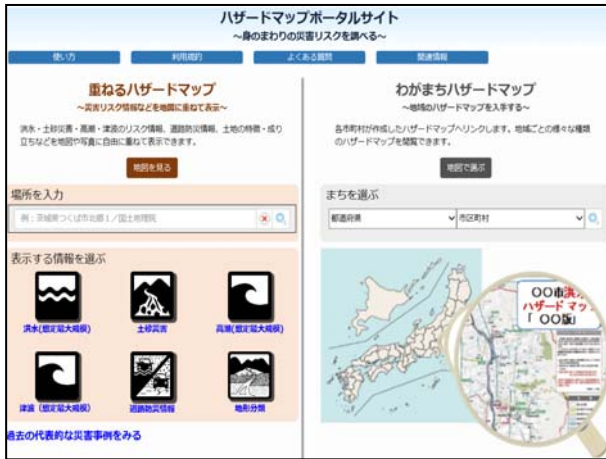 ハザードマップポータルサイト
～身のまわりの災害リスクを調べる～
使い方
利用規約
よくある質問
関連情報
重ねるハザードマップ
～災害リスク情報などを地図に重ねて表示～
洪水・土砂災害・高潮・津波のリスク情報、道路防災情報、土地の特徴・成り
立ちなどを地図や写真に自由に重ねて表示できます。
地図を見る
場所を入力
例：茨城県つくば市北郷１／国土地理院
表示する情報を選ぶ
洪水(想定最大規模)
土砂災害
高潮(想定最大規模)
津波（想定最大規模）
道路防災情報
地形分類
過去の代表的な災害事例をみる
わがまちハザードマップ
～地域のハザードマップを入手する～
各市町村が作成したハザードマップへリンクします。地域ごとの様々な種類
のハザードマップを閲覧できます。
地図で選ぶ
まちを選ぶ
都道府県
市区町村
〇〇市洪水
ハザード マップ
「 〇〇版」